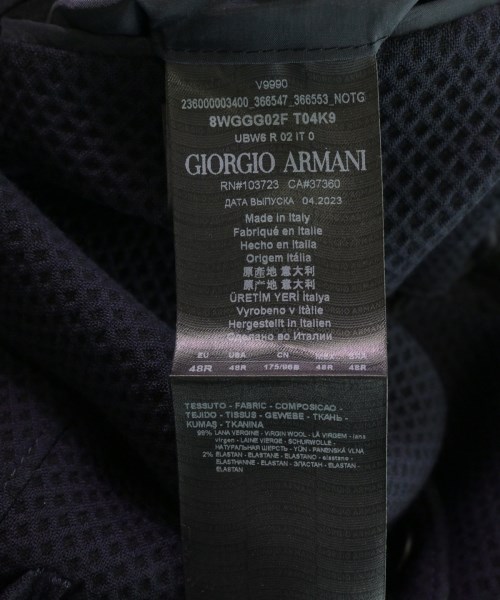 V9990
236000003400_366547_366553_NOTG
8WGGG02F T04K9
UBW6 R 02 IT 0
GIORGIO ARMANI
RN#103723 CA#37360
ДАТА ВЫПУСКА 04.2023
Made in Italy
Fabriqué en Italie
Hecho en Italia
Origem Itália
原産地 意大利
原产地 意大利
ÜRETİM YERİ İtalya
Vyrobeno v Itálie
Hergestellt in Italien
Сделано во Италии
EU USA CN MEX
48R 48R 175/96B 48R 48R
TESSUTO - FABRIC - COMPOSICAO -
TEJIDO - TISSUS - GEWEBE - ТКАНЬ -
KUMAŞ - TKANINA
98% LANA VERGINE - VIRGIN WOOL - LÃ VIRGEM - lana
virgen - LAINE VIERGE - SCHURWOLLE -
НАТУРАЛЬНАЯ ШЕРСТЬ - YÜN - PANENSKÁ VLNA
2% ELASTAN - ELASTANE - ELASTANO - elastano -
ELASTHANNE - ELASTAN - ЭЛАСТАН - ELASTAN -
ELASTAN